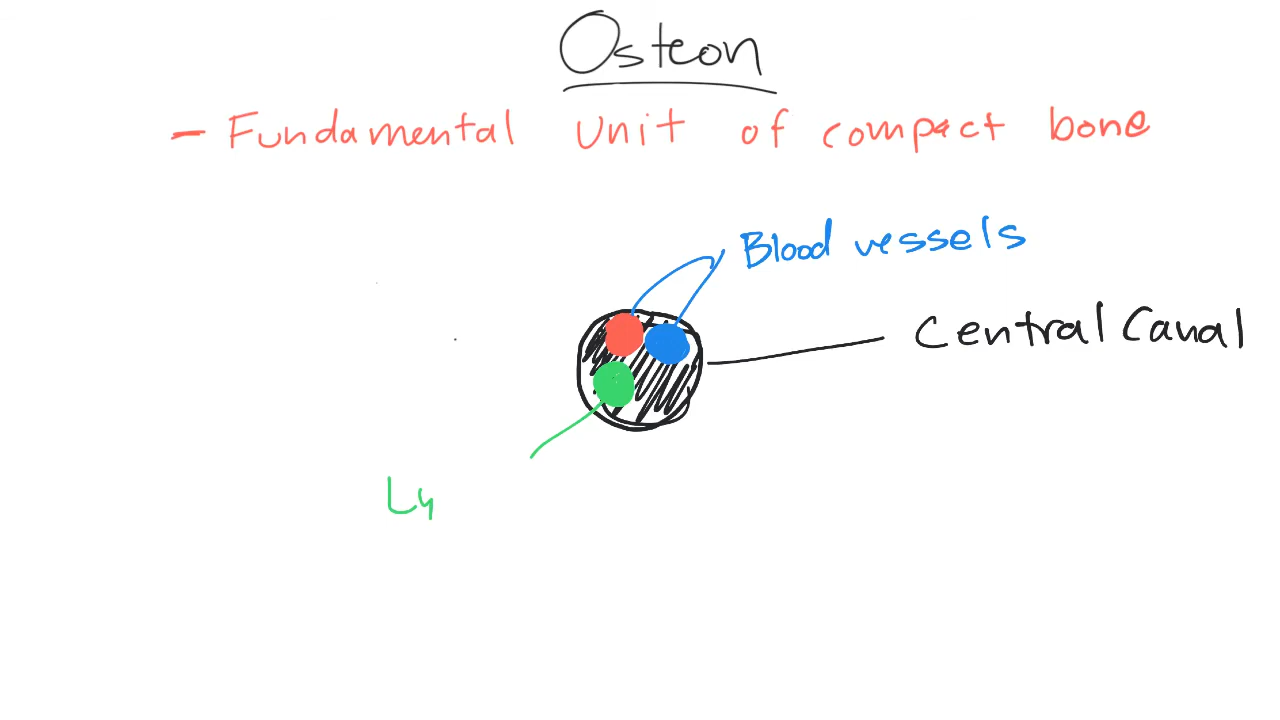 Osteon
- Fundamental Unit of compact bone
Blood vessels
Central Canal
Ly